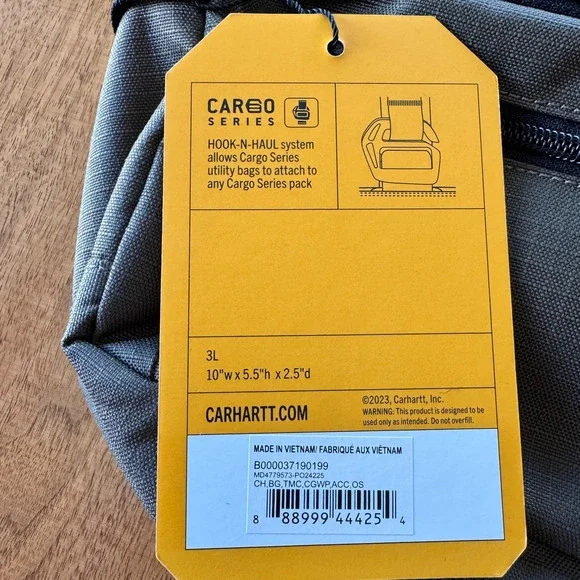 CARGO
SERIES
HOOK-N-HAUL system
allows Cargo Series
utility bags to attach to
any Cargo Series pack
3L
10"w x 5.5"h x 2.5"d
CARHARTT.COM
©2023, Carhartt, Inc.
WARNING: This product is designed to be
used only as intended. Do not overfill.
MADE IN VIETNAM/ FABRIQUÉ AUX VIÊTNAM
B000037190199
MD4779573-PO24225
CH,BG,TMC,CGWP,ACC,OS
8 88999 44425 4